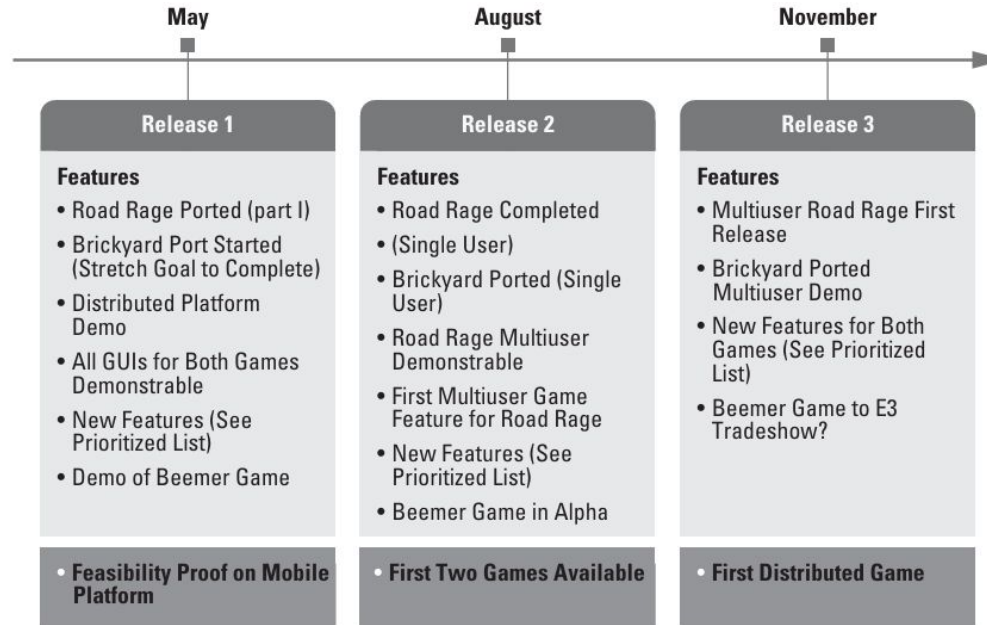 May
August
November
Release 1
Features
• Road Rage Ported (part I)
• Brickyard Port Started
(Stretch Goal to Complete)
• Distributed Platform
Demo
• All GUIs for Both Games
Demonstrable
• New Features (See
Prioritized List)
• Demo of Beemer Game
• Feasibility Proof on Mobile
Platform
Release 2
Features
• Road Rage Completed
• (Single User)
• Brickyard Ported (Single
User)
• Road Rage Multiuser
Demonstrable
• First Multiuser Game
Feature for Road Rage
• New Features (See
Prioritized List)
• Beemer Game in Alpha
• First Two Games Available
Release 3
Features
• Multiuser Road Rage First
Release
• Brickyard Ported
Multiuser Demo
• New Features for Both
Games (See Prioritized
List)
• Beemer Game to E3
Tradeshow?
• First Distributed Game